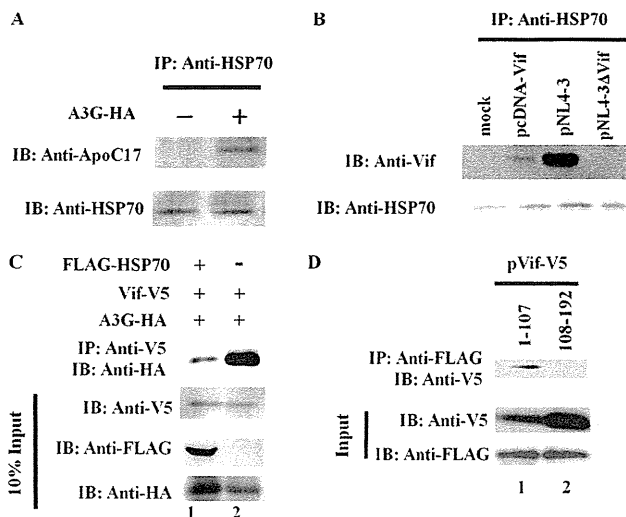 A
IP: Anti-HSP70
A3G-HA − +
IB: Anti-ApoC17
IB: Anti-HSP70
B
IP: Anti-HSP70
mock
pcDNA-Vif
pNL4-3
pNL4-3ΔVif
IB: Anti-Vif
IB: Anti-HSP70
C
FLAG-HSP70 + -
Vif-V5 + +
A3G-HA + +
IP: Anti-V5
IB: Anti-HA
10% Input
IB: Anti-V5
IB: Anti-FLAG
IB: Anti-HA
1 2
D
pVif-V5
1-107
108-192
IP: Anti-FLAG
IB: Anti-V5
Input
IB: Anti-V5
IB: Anti-FLAG
1 2